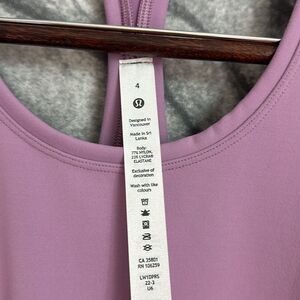 4
Designed in
Vancouver
Made in Sri
Lanka
Body:
77% NYLON,
23% LYCRA®
ELASTANE
Exclusive of
decoration
Wash with like
colours
CA 35801
RN 106259
LW1DPRS
22-3
U6